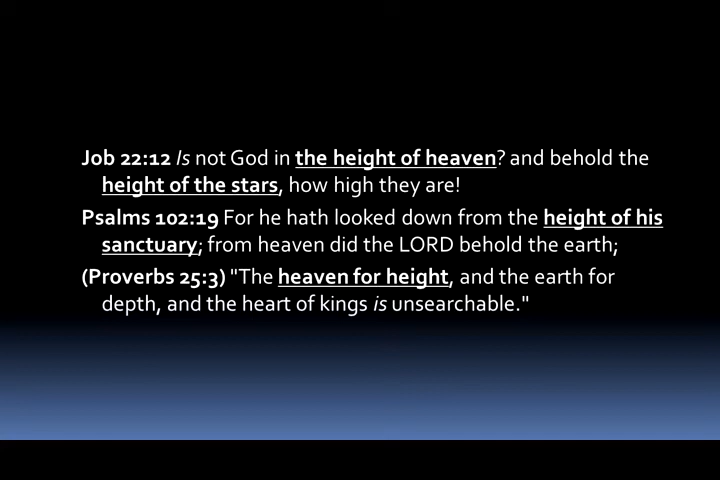 Job 22:12 Is not God in the height of heaven? and behold the
height of the stars, how high they are!
Psalms 102:19 For he hath looked down from the height of his
sanctuary; from heaven did the LORD behold the earth;
(Proverbs 25:3) "The heaven for height, and the earth for
depth, and the heart of kings is unsearchable."